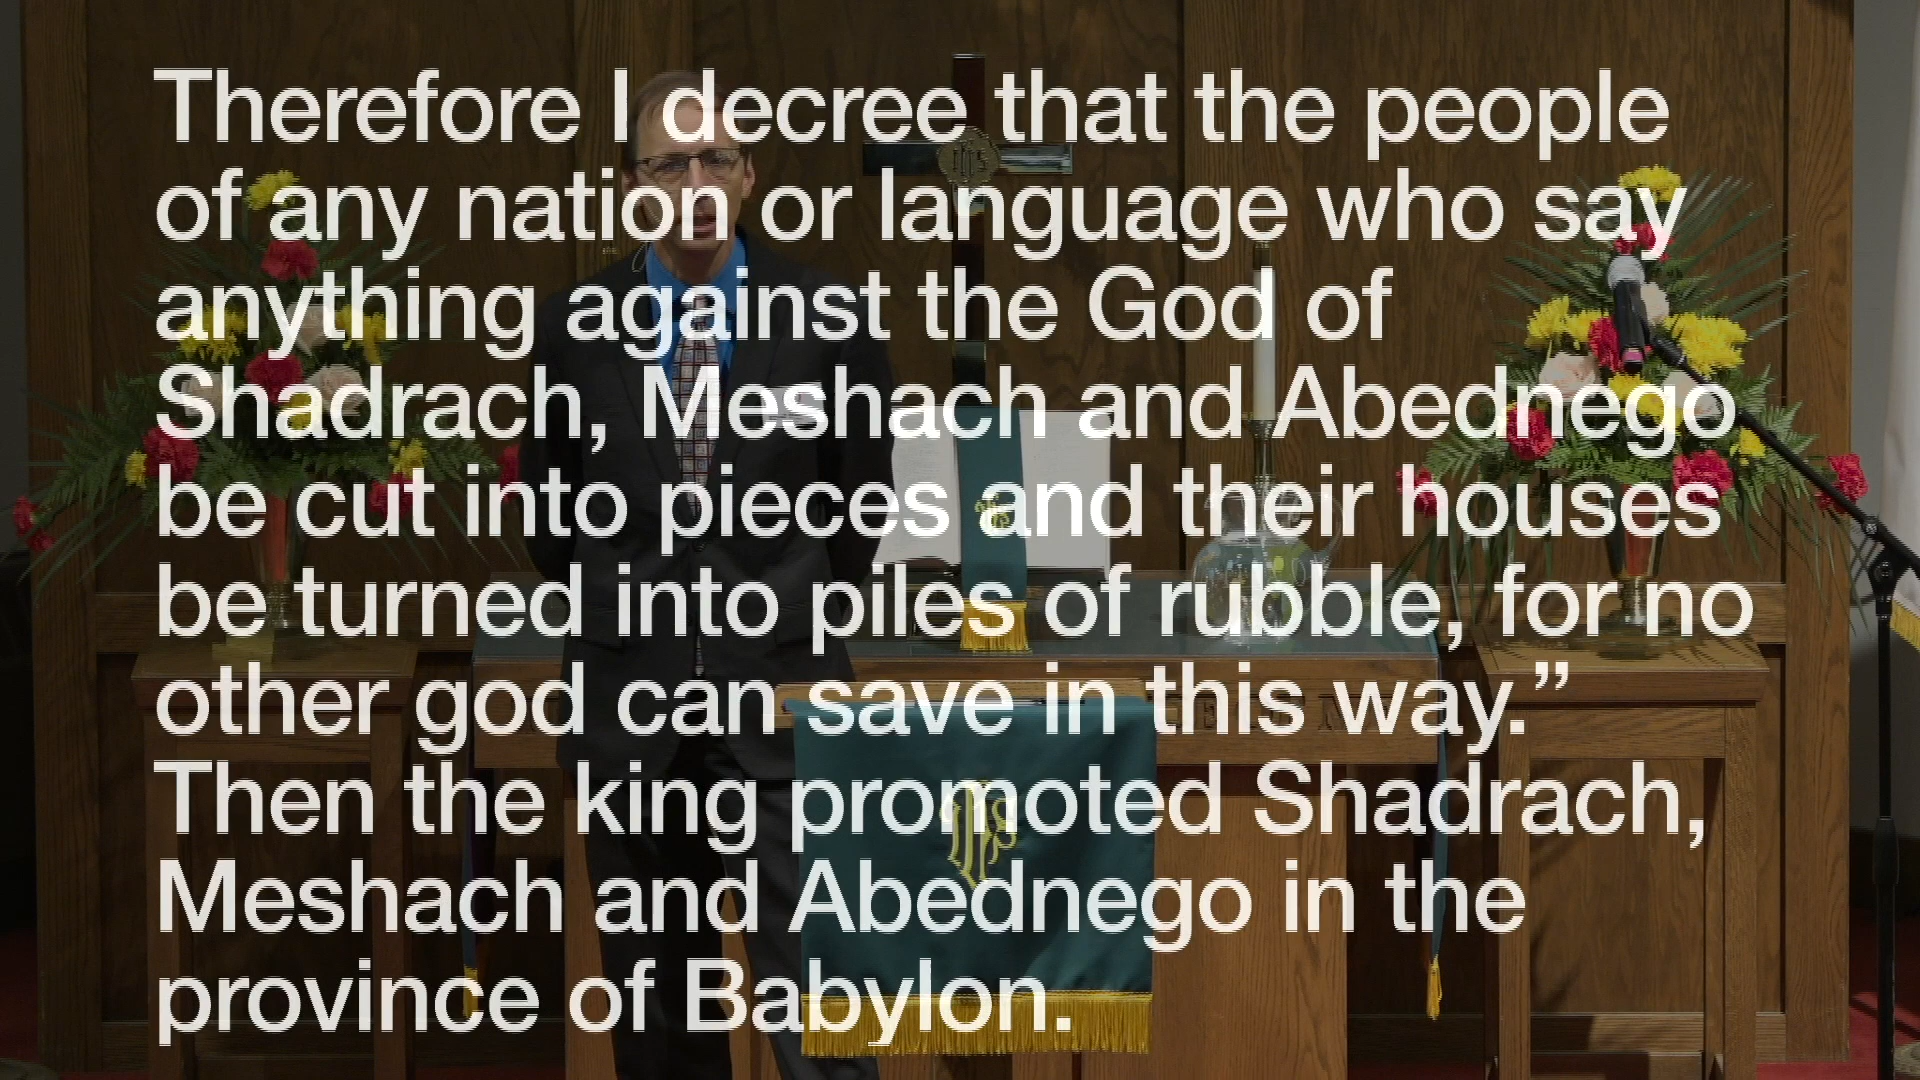 Therefore I decree that the people
of any nation or language who say
anything against the God of
Shadrach, Meshach and Abednego
be cut into pieces and their houses
be turned into piles of rubble, for no
other god can save in this way.”
Then the king promoted Shadrach,
Meshach and Abednego in the
province of Babylon.